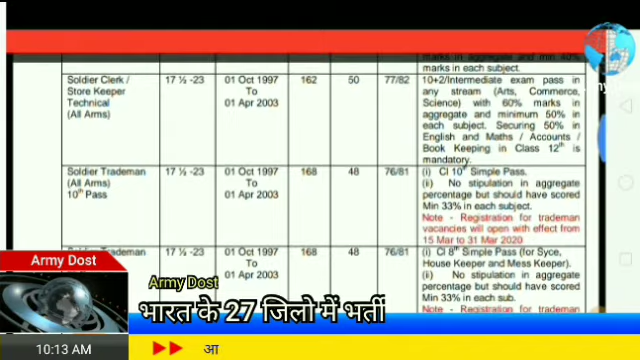 marks in each subject.
Soldier Clerk / Store Keeper Technical (All Arms)
17 ½ -23
01 Oct 1997 To 01 Apr 2003
162
50
77/82
10+2/Intermediate exam pass in
any stream (Arts, Commerce,
Science) with 60% marks in
aggregate and minimum 50% in
each subject. Securing 50% in
English and Maths / Accounts /
Book Keeping in Class 12th is
mandatory.
Soldier Trademan (All Arms) 10th Pass
17 ½ -23
01 Oct 1997 To 01 Apr 2003
168
48
76/81
(i) Cl 10th Simple Pass.
(ii) No stipulation in aggregate
percentage but should have scored
Min 33% in each subject.
Note - Registration for trademan
vacancies will open with effect from
15 Mar to 31 Mar 2020
Trademan
17 ½ -23
01 Oct 1997 To 01 Apr 2003
168
48
76/81
(i) Cl 8th Simple Pass (for Syce,
House Keeper and Mess Keeper).
(ii) No stipulation in aggregate
percentage but should have scored
Min 33% in each sub.
Note - Registration for trademan
Army Dost
Army Dost
भारत के 27 जिलो में भर्ती
10:13 AM
आ